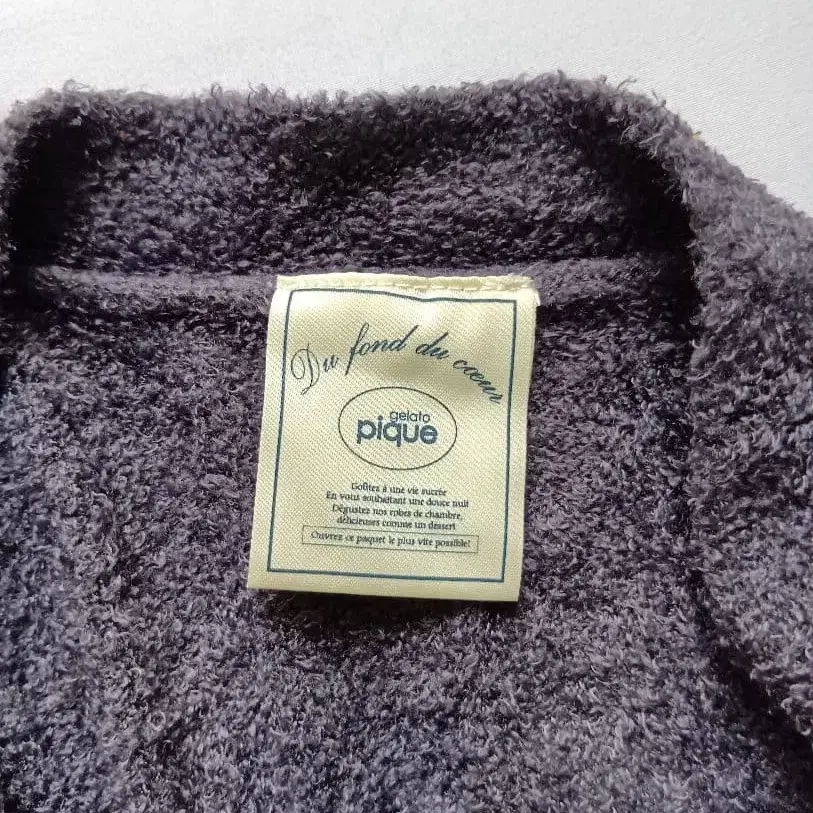 Du fond du cœur
gelato
pique
Goûtez à une vie sucrée
En vous souhaitant une douce nuit
Dégustez nos robes de chambre,
délicieuses comme un dessert
Ouvrez ce paquet le plus vite possible!